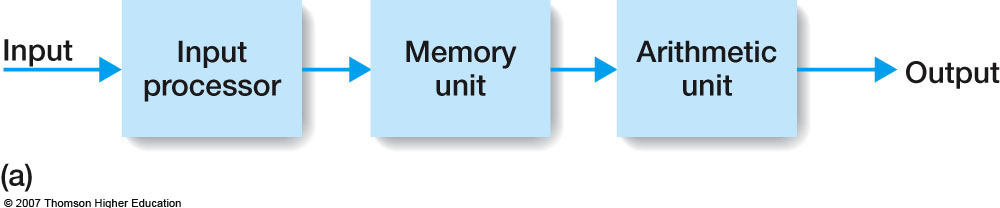 Input
Input
processor
Memory
unit
Arithmetic
unit
Output
(a)
© 2007 Thomson Higher Education